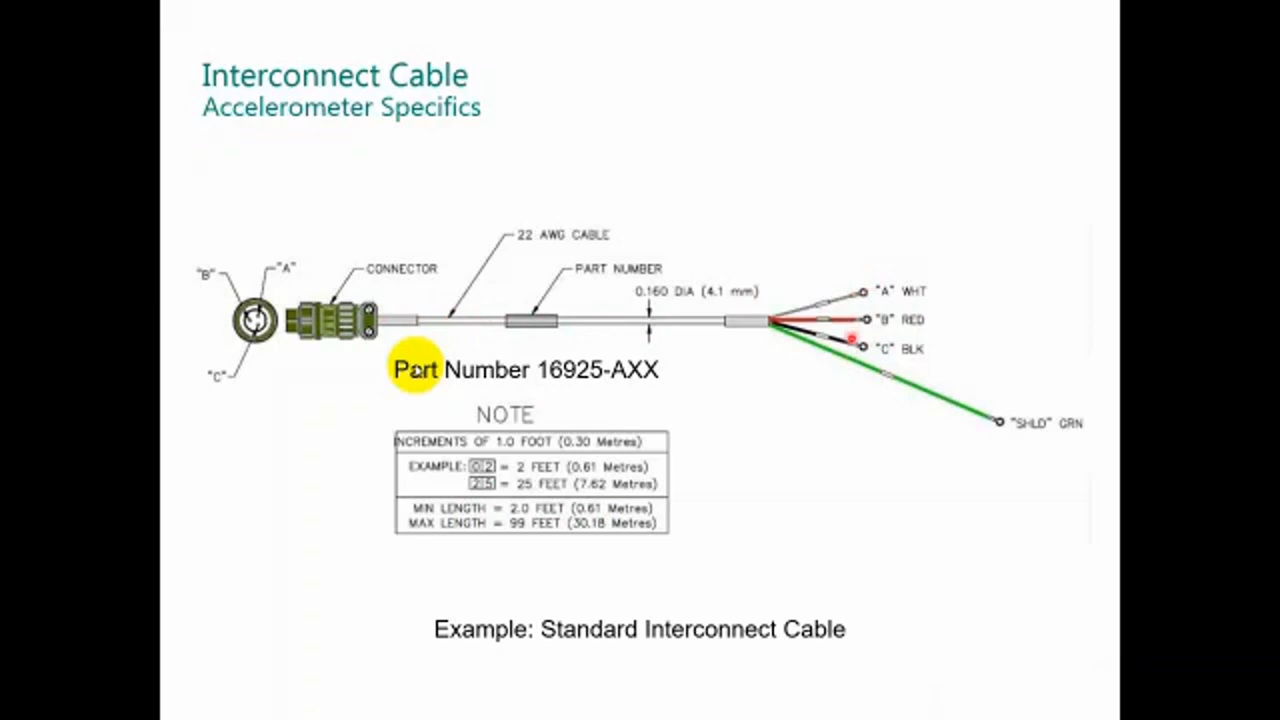 Interconnect Cable
Accelerometer Specifics
22 AWG CABLE
"B"
"A"
CONNECTOR
PART NUMBER
0.160 DIA (4.1 mm)
"A" WHT
"B" RED
"C" BLK
"C"
Part Number 16925-AXX
"SHLD" GRN
NOTE
INCREMENTS OF 1.0 FOOT (0.30 Metres)
EXAMPLE: 02 = 2 FEET (0.61 Metres)
25 = 25 FEET (7.62 Metres)
MIN LENGTH = 2.0 FEET (0.61 Metres)
MAX LENGTH = 99 FEET (30.18 Metres)
Example: Standard Interconnect Cable